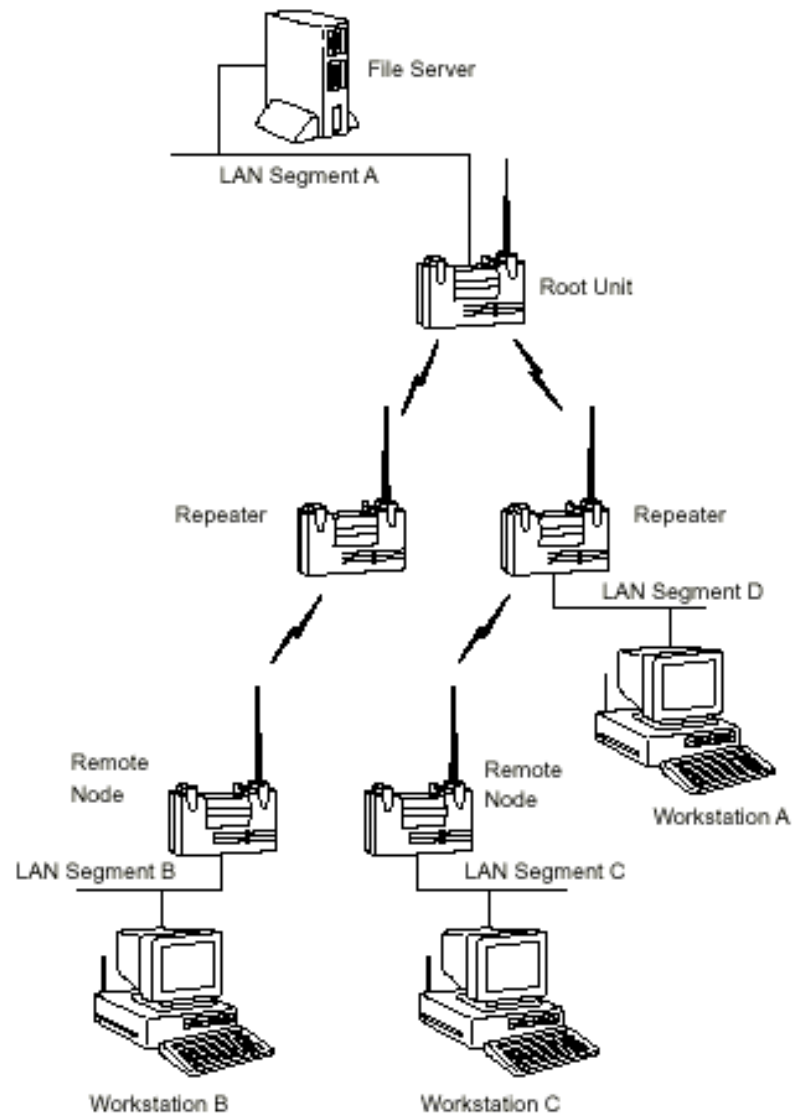 File Server
LAN Segment A
Root Unit
Repeater
Repeater
LAN Segment D
Remote
Node
Remote
Node
Workstation A
LAN Segment B
LAN Segment C
Workstation B
Workstation C